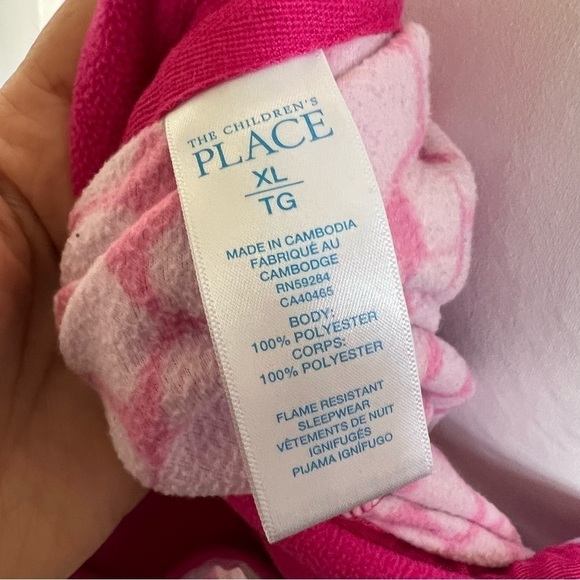 THE CHILDREN'S
PLACE
XL
TG
MADE IN CAMBODIA
FABRIQUÉ AU
CAMBODGE
RN59284
CA40465
BODY:
100% POLYESTER
CORPS:
100% POLYESTER
FLAME RESISTANT
SLEEPWEAR
VÊTEMENTS DE NUIT
IGNIFUGÉS
PIJAMA IGNÍFUGO